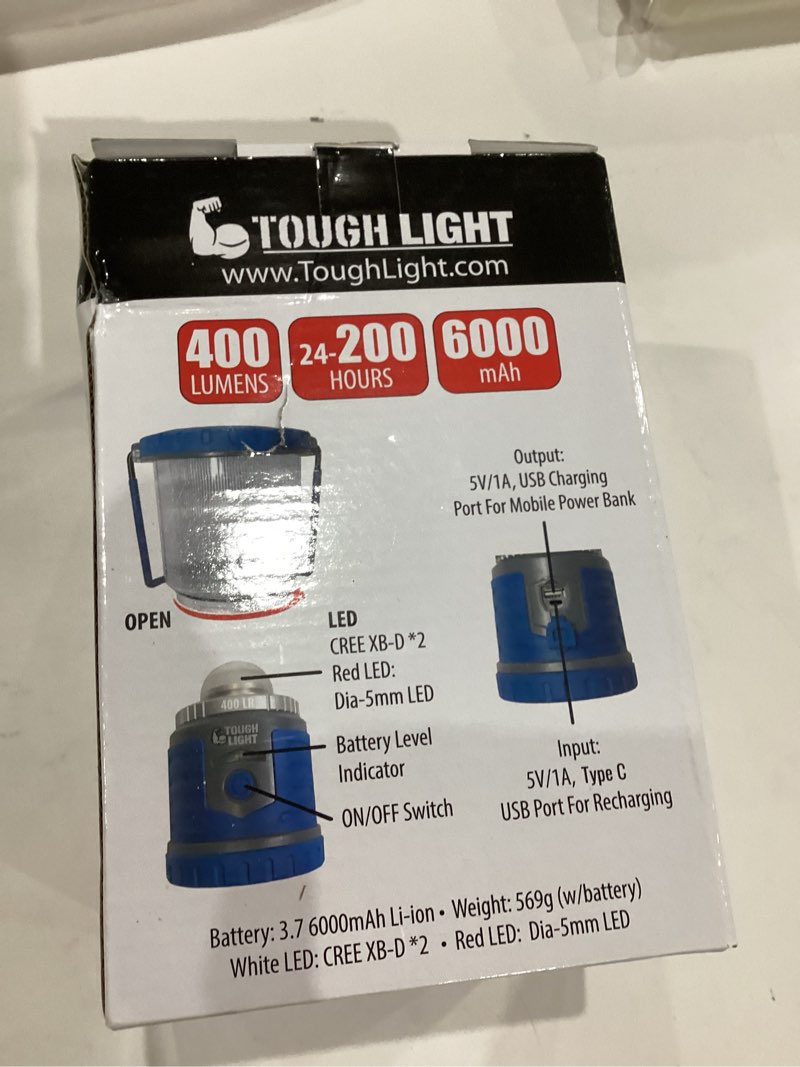 TOUGH LIGHT
www.ToughLight.com
400
LUMENS
24-200
HOURS
6000
mAh
Output:
5V/1A, USB Charging
Port For Mobile Power Bank
OPEN
LED
CREE XB-D *2
Red LED:
Dia-5mm LED
400 LR
TOUGH
LIGHT
Battery Level
Indicator
ON/OFF Switch
Input:
5V/1A, Type C
USB Port For Recharging
Battery: 3.7 6000mAh Li-ion • Weight: 569g (w/battery)
White LED: CREE XB-D *2 • Red LED: Dia-5mm LED